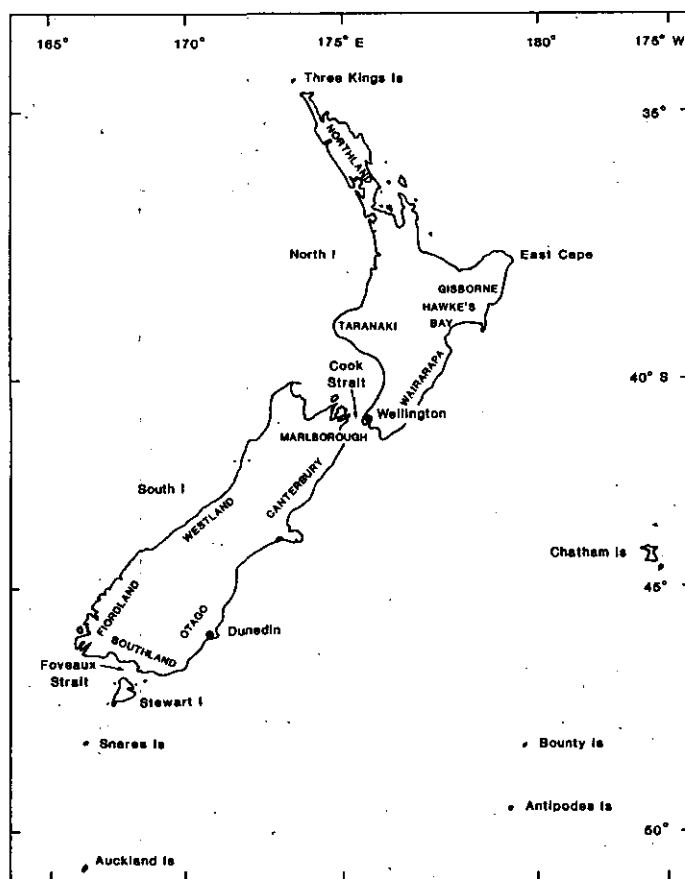 165° 170° 175° E 180° 175° W
Three Kings Is
35°
NORTHLAND
North I
East Cape
GISBORNE
HAWKE'S
BAY
TARANAKI
Cook
Strait
WAIRARAPA
40° S
Wellington
MARLBOROUGH
South I
CANTERBURY
WESTLAND
Chatham Is
45°
FIORDLAND
OTAGO
Dunedin
SOUTHLAND
Foveaux
Strait
Stewart I
Snares Is
Bounty Is
Antipodes Is
50°
Auckland Is